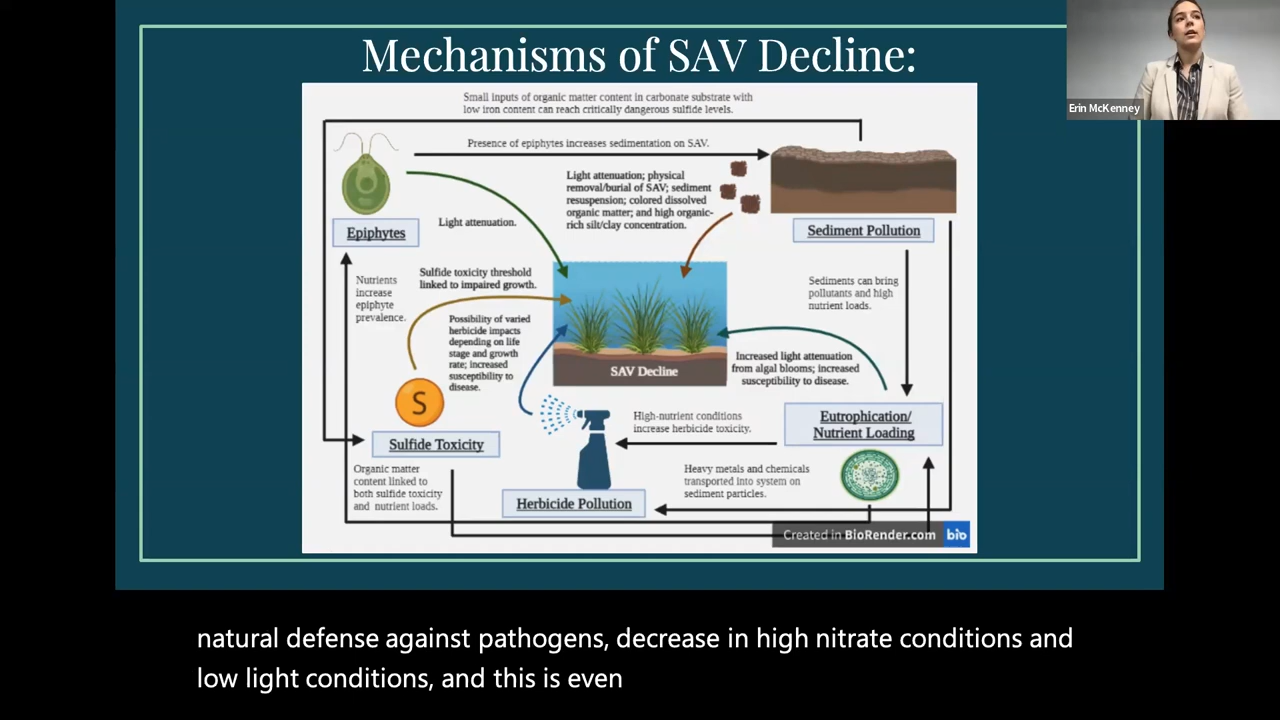 Mechanisms of SAV Decline:
Erin McKenney
Small inputs of organic matter content in carbonate substrate with
low iron content can reach critically dangerous sulfide levels.
Presence of epiphytes increases sedimentation on SAV.
Light attenuation; physical
removal/burial of SAV; sediment
resuspension; colored dissolved
organic matter; and high organic-
rich silt/clay concentration.
Light attenuation.
Epiphytes
Sediment Pollution
Nutrients
increase
epiphyte
prevalence.
Sulfide toxicity threshold
linked to impaired growth.
Sediments can bring
pollutants and high
nutrient loads.
Possibility of varied
herbicide impacts
depending on life
stage and growth
rate; increased
susceptibility to
disease.
SAV Decline
Increased light attenuation
from algal blooms; increased
susceptibility to disease.
S
Sulfide Toxicity
High-nutrient conditions
increase herbicide toxicity.
Eutrophication/
Nutrient Loading
Organic matter
content linked to
both sulfide toxicity
and nutrient loads.
Heavy metals and chemicals
transported into system on
sediment particles.
Herbicide Pollution
Created in BioRender.com bio
natural defense against pathogens, decrease in high nitrate conditions and
low light conditions, and this is even